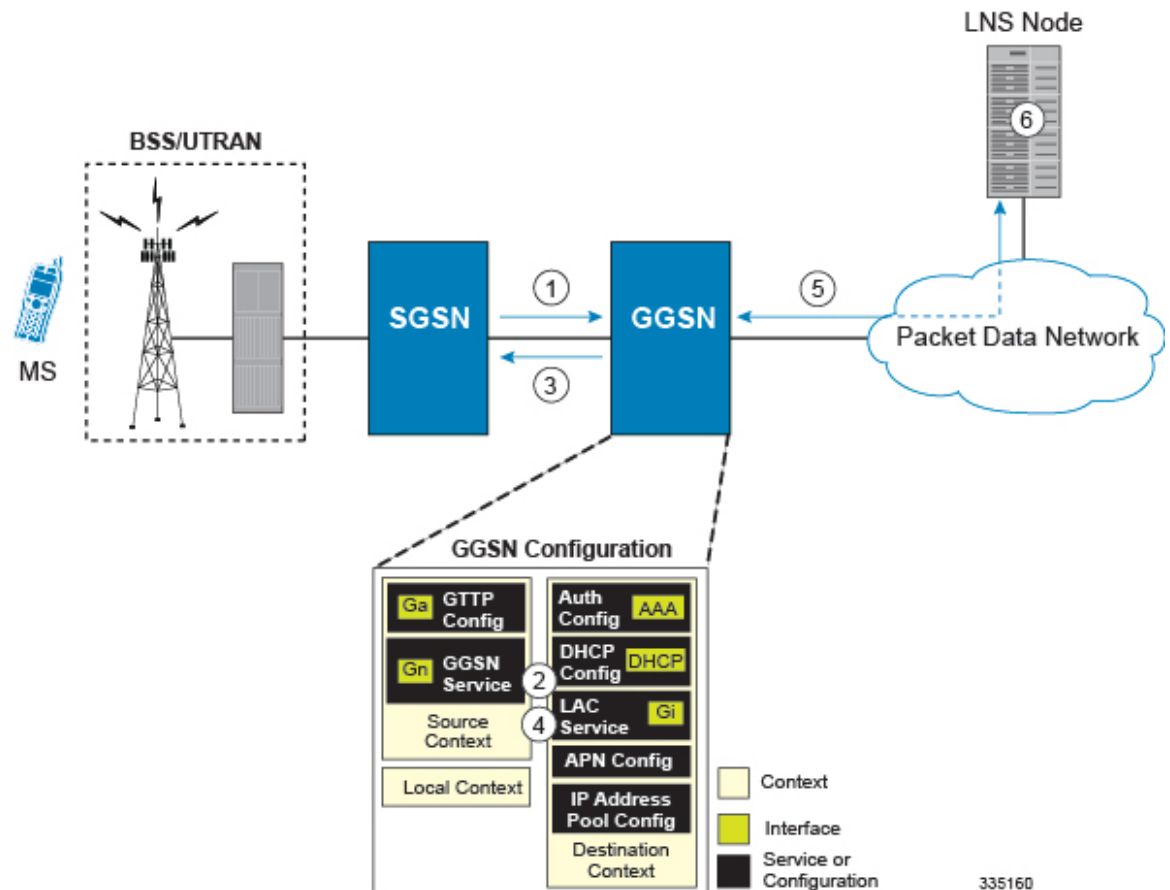 LNS Node
6
BSS/UTRAN
MS
SGSN
1
3
GGSN
5
Packet Data Network
GGSN Configuration
Ga
GTTP
Config
Gn
GGSN
Service
Source
Context
Local Context
2
4
Auth
Config
AAA
DHCP
Config
DHCP
LAC
Service
Gi
APN Config
IP Address
Pool Config
Destination
Context
Context
Interface
Service or
Configuration
335160